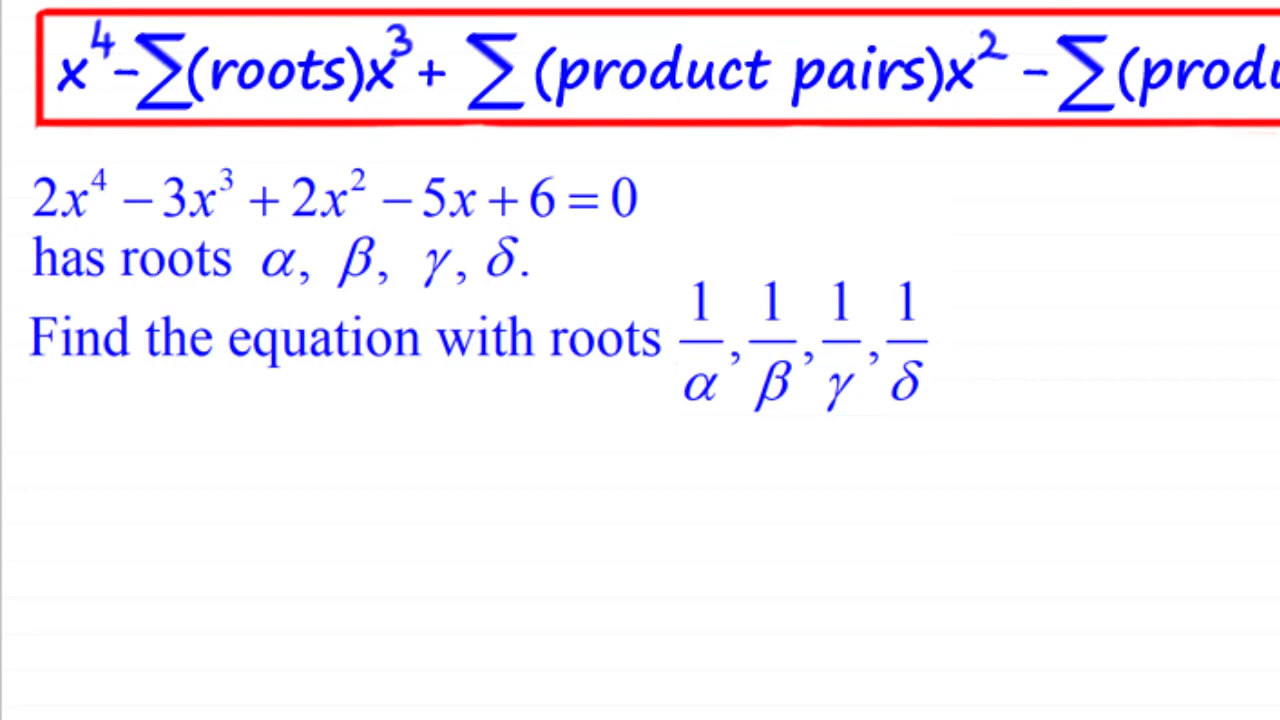 x⁴-∑(roots)x³+ ∑(product pairs)x² - ∑(produ
2x⁴ − 3x³ + 2x² − 5x + 6 = 0
has roots α, β, γ, δ.
Find the equation with roots 1/α, 1/β, 1/γ, 1/δ